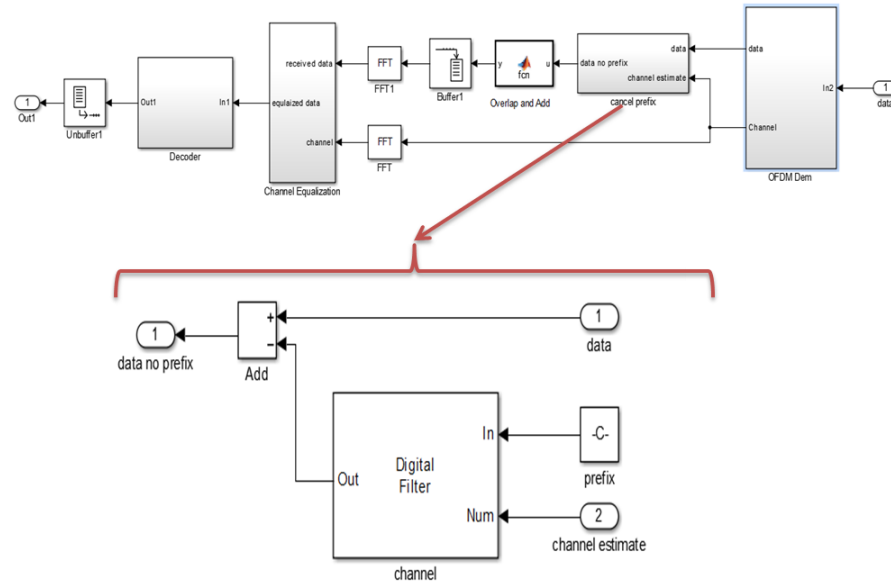 1
Out1
Unbuffer1
Out1
In1
Decoder
received data
equlaized data
channel
Channel Equalization
FFT
FFT1
FFT
FFT
Buffer1
y
fcn
u
Overlap and Add
data
data no prefix
channel estimate
cancel prefix
data
In2
Channel
OFDM Dem
1
data
1
data no prefix
+
−
Add
1
data
In
Out
Digital
Filter
Num
channel
-C-
prefix
2
channel estimate